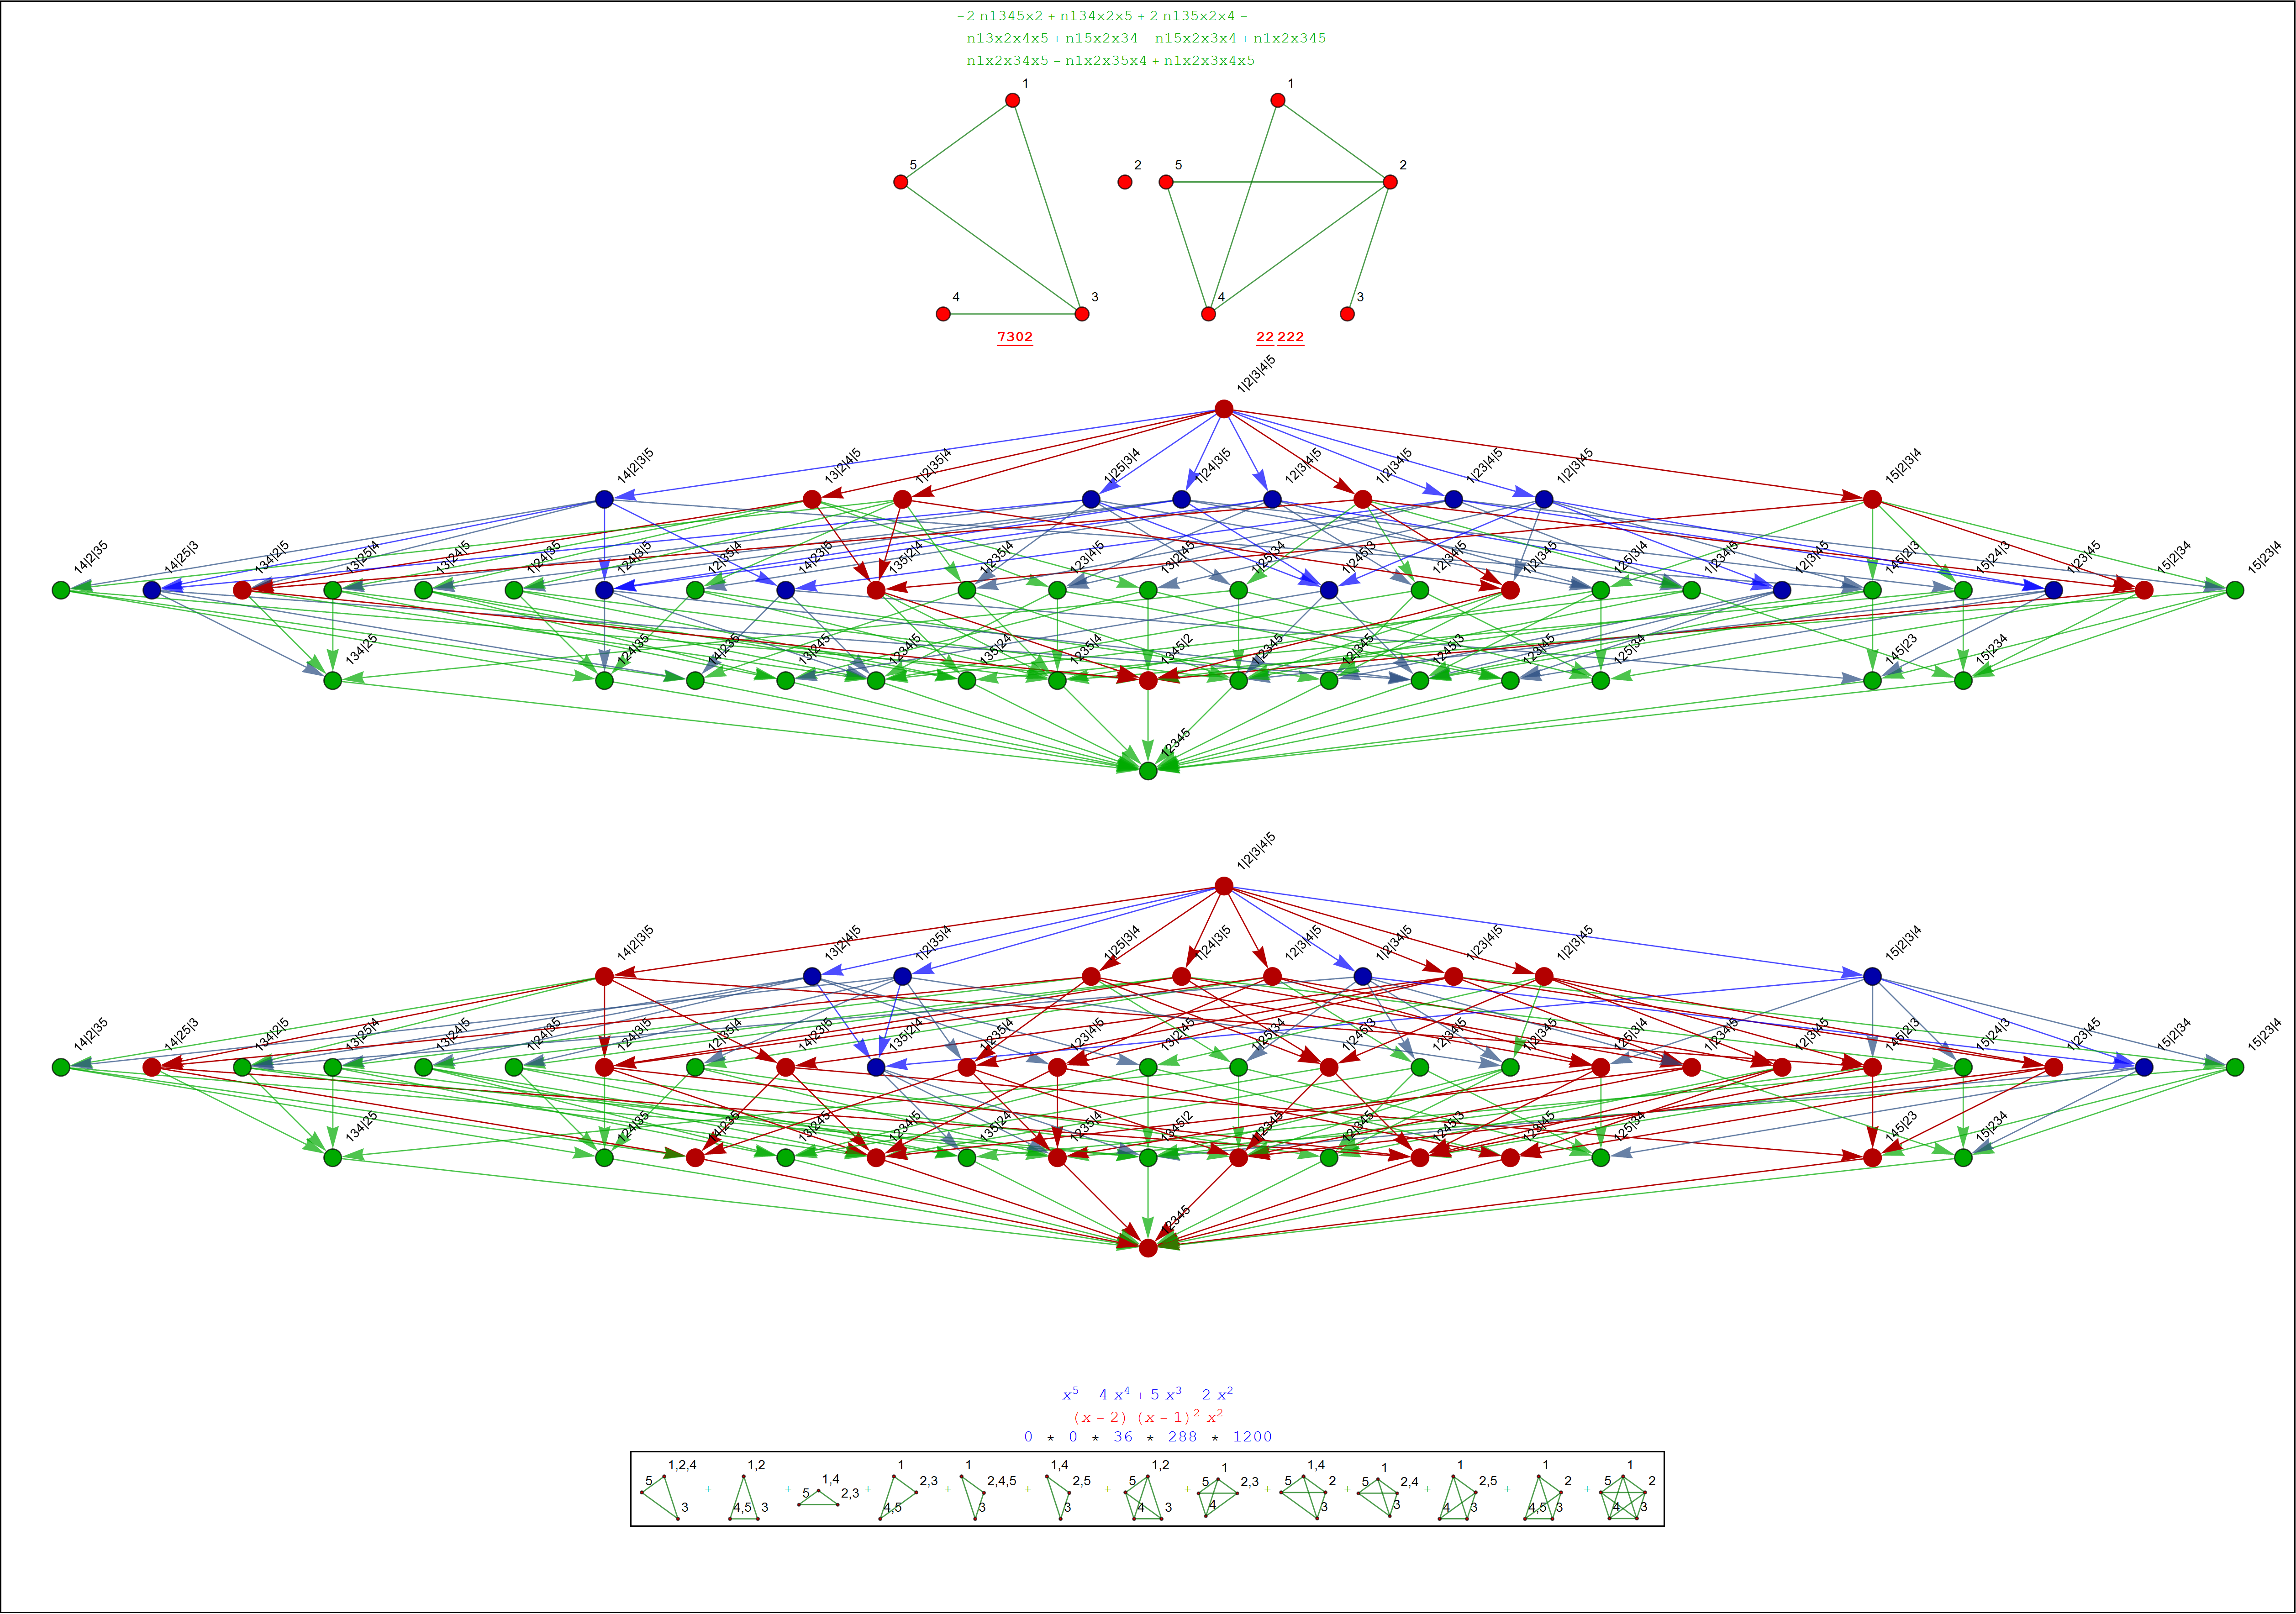 -2 n1345x2 + n134x2x5 + 2 n135x2x4 -
n13x2x4x5 + n15x2x34 - n15x2x3x4 + n1x2x345 -
n1x2x34x5 - n1x2x35x4 + n1x2x3x4x5
1 1
5 2 5 2
4 3 4 3
7302 22 222
1|2|3|4|5
14|2|3|5 13|2|4|5 1|2|35|4 1|25|3|4 1|24|3|5 12|3|4|5 1|2|34|5 1|23|4|5 1|2|3|45 15|2|3|4
14|2|35 14|25|3 134|2|5 13|25|4 13|24|5 1|24|35 124|3|5 12|35|4 14|23|5 135|2|4 1|235|4 123|4|5 13|2|45 1|25|34 1|245|3 12|34|5 1|2|345 125|3|4 1|234|5 12|3|45 145|2|3 15|24|3 1|23|45 15|2|34 15|23|4
134|25 124|35 14|235 13|245 1234|5 135|24 1235|4 1345|2 1|2345 12|345 1245|3 123|45 125|34 145|23 15|234
12345
1|2|3|4|5
14|2|3|5 13|2|4|5 1|2|35|4 1|25|3|4 1|24|3|5 12|3|4|5 1|2|34|5 1|23|4|5 1|2|3|45 15|2|3|4
14|2|35 14|25|3 134|2|5 13|25|4 13|24|5 1|24|35 124|3|5 12|35|4 14|23|5 135|2|4 1|235|4 123|4|5 13|2|45 1|25|34 1|245|3 12|34|5 1|2|345 125|3|4 1|234|5 12|3|45 145|2|3 15|24|3 1|23|45 15|2|34 15|23|4
134|25 124|35 14|235 13|245 1234|5 135|24 1235|4 1345|2 1|2345 12|345 1245|3 123|45 125|34 145|23 15|234
12345
x^5 - 4 x^4 + 5 x^3 - 2 x^2
(x - 2) (x - 1)^2 x^2
0 * 0 * 36 * 288 * 1200
1,2,4 5 3 + 1,2 4,5 3 + 1,4 5 2,3 + 1 2,3 4,5 + 1 2,4,5 3 + 1,4 2,5 3 + 1,2 5 4 3 + 1 5 2,3 4 + 1,4 5 2 3 + 1 5 2,4 3 + 1 2,5 4 3 + 1 2 4,5 3 + 1 5 2 4 3